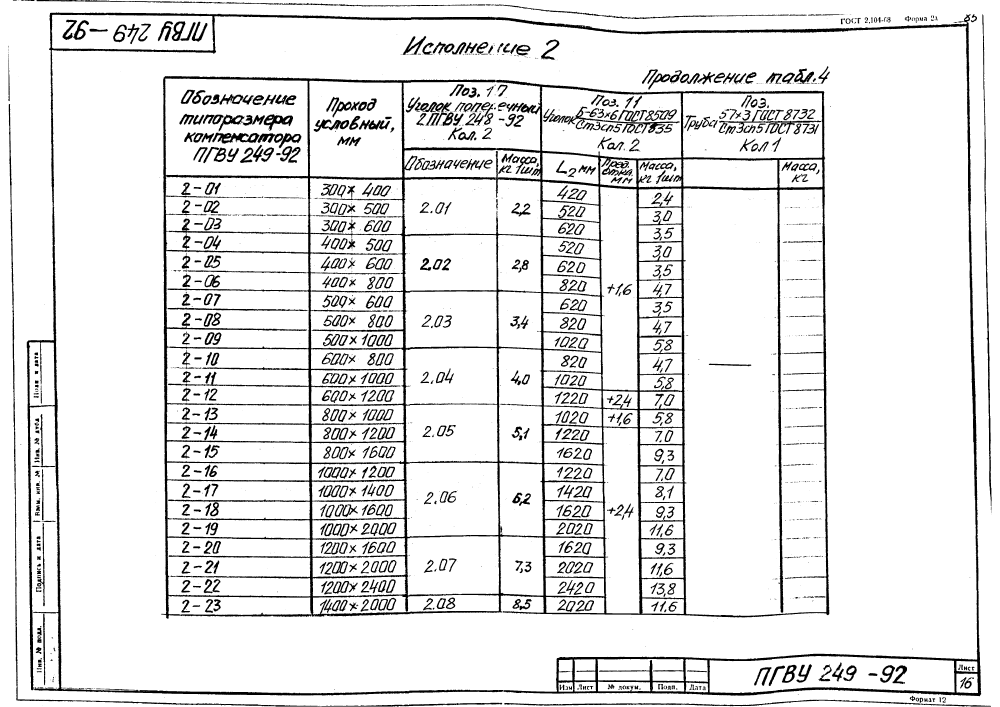 ГОСТ 2.104-68 Форма 2а 85
ПГВУ 249-92
Исполнение 2
Продолжение табл.4
Обозначение типоразмера компенсатора ПГВУ 249-92
Проход условный, мм
Поз. 17 Уголок поперечный 2ПГВУ 248-92 Кол. 2
Поз. 11 Уголок Б-63×6 ГОСТ 8509 Ст3сп5 ГОСТ 535 Кол. 2
Поз. Труба 57×3 ГОСТ 8732 Ст3сп5 ГОСТ 8731 Кол 1
Обозначение
Масса, кг 1шт
L2 мм
Пред. откл. мм
Масса, кг 1шт
Масса, кг
2-01 300×400 420 2,4
2-02 300×500 2.01 2,2 520 3,0
2-03 300×600 620 3,5
2-04 400×500 520 3,0
2-05 400×600 2.02 2,8 620 3,5
2-06 400×800 820 +1,6 4,7
2-07 500×600 620 3,5
2-08 500×800 2.03 3,4 820 4,7
2-09 500×1000 1020 5,8
2-10 600×800 820 4,7
2-11 600×1000 2.04 4,0 1020 5,8
2-12 600×1200 1220 +2,4 7,0
2-13 800×1000 1020 +1,6 5,8
2-14 800×1200 2.05 5,1 1220 7,0
2-15 800×1600 1620 9,3
2-16 1000×1200 1220 7,0
2-17 1000×1400 2.06 6,2 1420 8,1
2-18 1000×1600 1620 +2,4 9,3
2-19 1000×2000 2020 11,6
2-20 1200×1600 1620 9,3
2-21 1200×2000 2.07 7,3 2020 11,6
2-22 1200×2400 2420 13,8
2-23 1400×2000 2.08 8,5 2020 11,6
Подп. и дата
Инв. № дубл.
Взам. инв. №
Подпись и дата
Инв. № подл.
Изм Лист № докум. Подп. Дата
ПГВУ 249-92
Лист
16
Формат 12